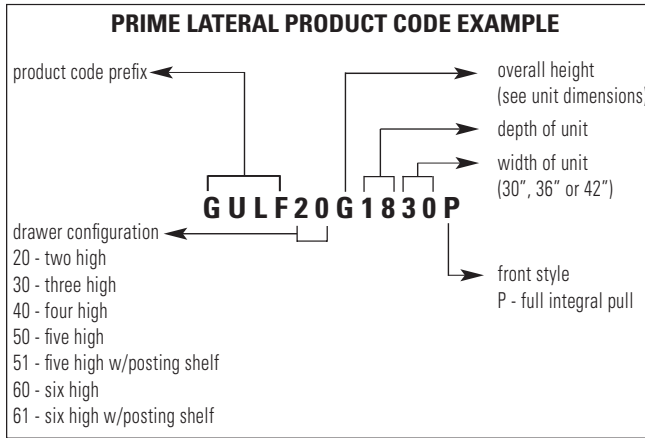 PRIME LATERAL PRODUCT CODE EXAMPLE
product code prefix
overall height
(see unit dimensions)
depth of unit
width of unit
(30”, 36” or 42”)
GULF20G1830P
drawer configuration
20 - two high
30 - three high
40 - four high
50 - five high
51 - five high w/posting shelf
60 - six high
61 - six high w/posting shelf
front style
P - full integral pull